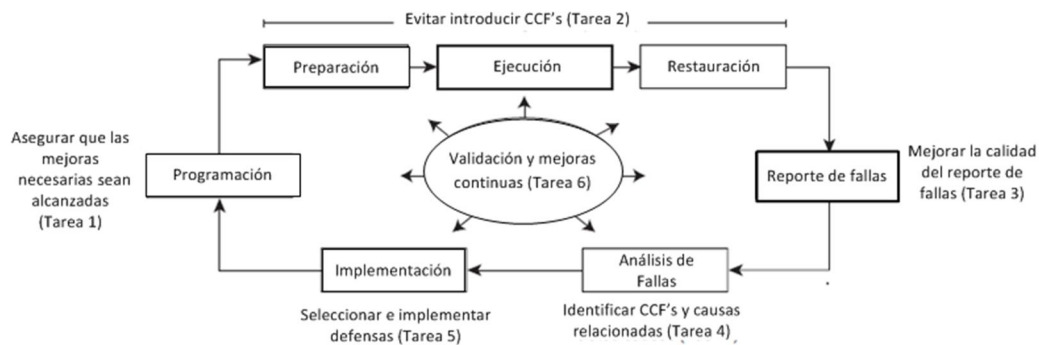 Evitar introducir CCF's (Tarea 2)
Preparación
Ejecución
Restauración
Asegurar que las
mejoras
necesarias sean
alcanzadas
(Tarea 1)
Programación
Validación y mejoras
continuas (Tarea 6)
Reporte de fallas
Mejorar la calidad
del reporte de
fallas (Tarea 3)
Implementación
Análisis de
Fallas
Seleccionar e implementar
defensas (Tarea 5)
Identificar CCF's y causas
relacionadas (Tarea 4)